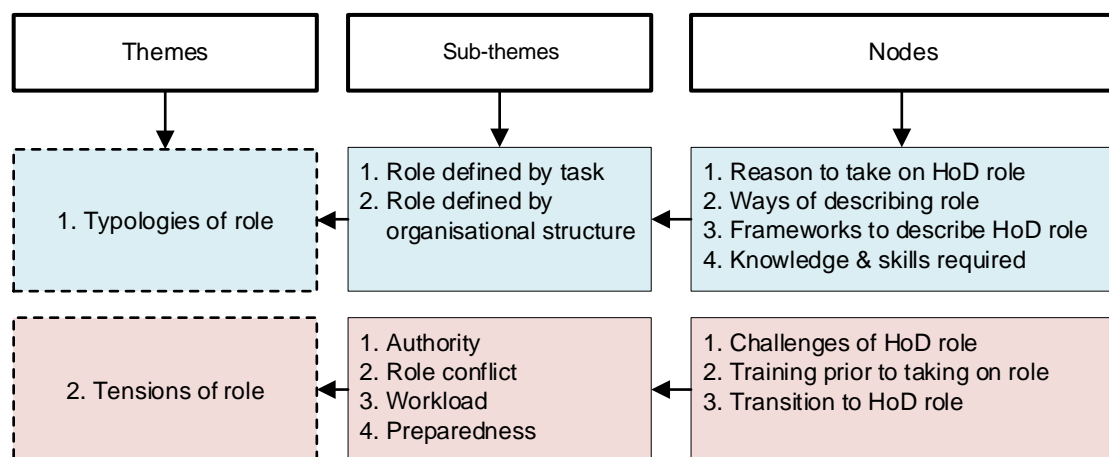 Themes
Sub-themes
Nodes
1. Typologies of role
1. Role defined by task
2. Role defined by
organisational structure
1. Reason to take on HoD role
2. Ways of describing role
3. Frameworks to describe HoD role
4. Knowledge & skills required
2. Tensions of role
1. Authority
2. Role conflict
3. Workload
4. Preparedness
1. Challenges of HoD role
2. Training prior to taking on role
3. Transition to HoD role